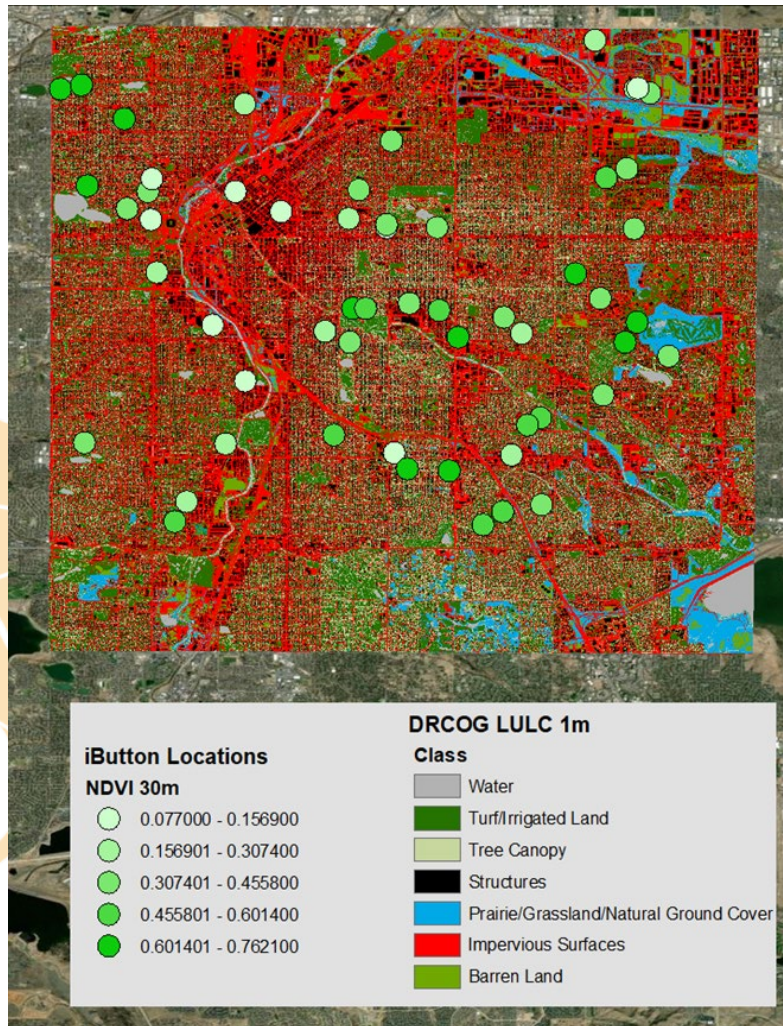 iButton Locations
NDVI 30m
0.077000 - 0.156900
0.156901 - 0.307400
0.307401 - 0.455800
0.455801 - 0.601400
0.601401 - 0.762100
DRCOG LULC 1m
Class
Water
Turf/Irrigated Land
Tree Canopy
Structures
Prairie/Grassland/Natural Ground Cover
Impervious Surfaces
Barren Land